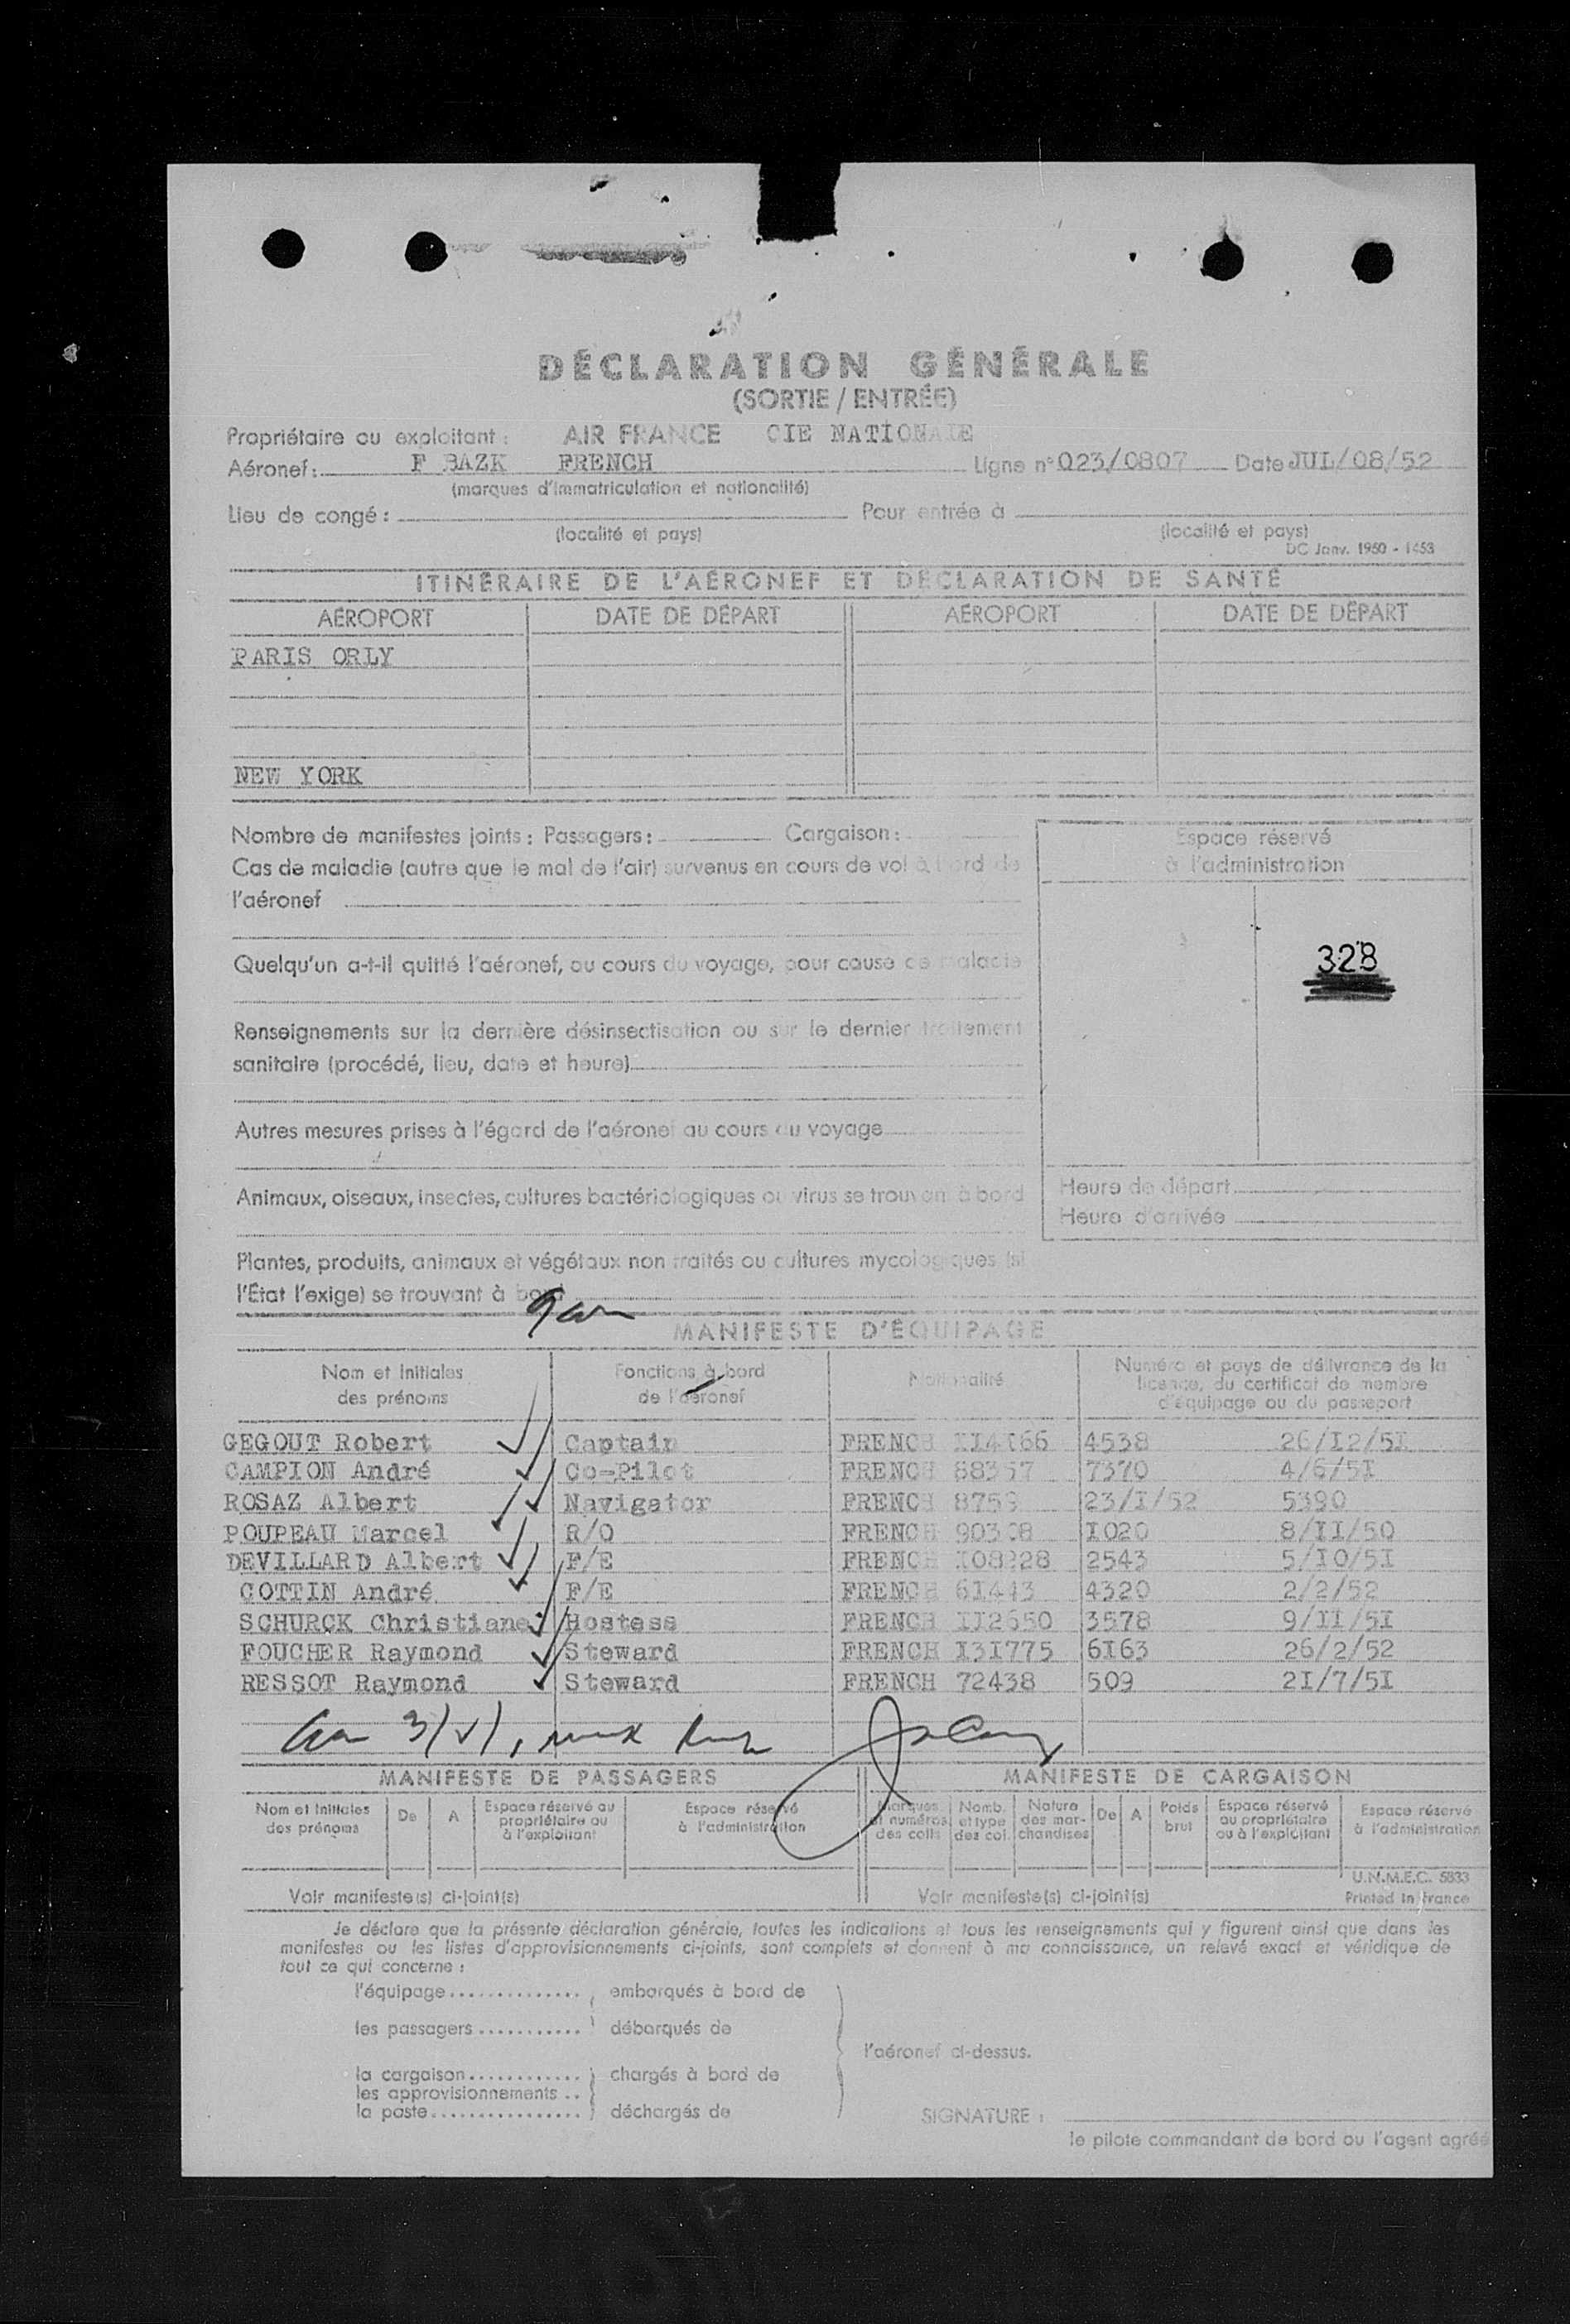 DÉCLARATION GÉNÉRALE
(SORTIE / ENTRÉE)
Propriétaire ou exploitant : AIR FRANCE CIE NATIONALE
Aéronef : F BAZK FRENCH Ligne n° 023/0807 Date JUL/08/52
(marques d'immatriculation et nationalité)
Lieu de congé : Pour entrée à
(localité et pays) (localité et pays)
DC Janv. 1950 - 1453
ITINÉRAIRE DE L'AÉRONEF ET DÉCLARATION DE SANTÉ
AÉROPORT DATE DE DÉPART AÉROPORT DATE DE DÉPART
PARIS ORLY
NEW YORK
Nombre de manifestes joints : Passagers : Cargaison :
Cas de maladie (autre que le mal de l'air) survenus en cours de vol à bord de
l'aéronef
Quelqu'un a-t-il quitté l'aéronef, au cours du voyage, pour cause de maladie
Renseignements sur la dernière désinsectisation ou sur le dernier traitement
sanitaire (procédé, lieu, date et heure)
Autres mesures prises à l'égard de l'aéronef au cours du voyage
Animaux, oiseaux, insectes, cultures bactériologiques ou virus se trouvant à bord
Plantes, produits, animaux et végétaux non traités ou cultures mycologiques (si
l'État l'exige) se trouvant à bord
Espace réservé
à l'administration
328
Heure de départ
Heure d'arrivée
MANIFESTE D'ÉQUIPAGE
Nom et Initiales des prénoms Fonctions à bord de l'aéronef Nationalité Numéro et pays de délivrance de la licence, du certificat de membre d'équipage ou du passeport
GEGOUT Robert Captain FRENCH II4I66 4538 26/I2/5I
CAMPION André Co-Pilot FRENCH 88357 7370 4/6/5I
ROSAZ Albert Navigator FRENCH 8759 23/I/52 5390
POUPEAU Marcel R/O FRENCH 90308 I020 8/II/50
DEVILLARD Albert F/E FRENCH I08228 2543 5/I0/5I
COTTIN André F/E FRENCH 6I443 4320 2/2/52
SCHURCK Christiane Hostess FRENCH II2650 3578 9/II/5I
FOUCHER Raymond Steward FRENCH I3I775 6I63 26/2/52
RESSOT Raymond Steward FRENCH 72438 509 2I/7/5I
MANIFESTE DE PASSAGERS MANIFESTE DE CARGAISON
Nom et Initiales des prénoms De A Espace réservé au propriétaire ou à l'exploitant Espace réservé à l'administration Marques et numéros des colis Nomb. et type des col. Nature des marchandises De A Poids brut Espace réservé au propriétaire ou à l'exploitant Espace réservé à l'administration
Voir manifeste(s) ci-joint(s) Voir manifeste(s) ci-joint(s)
U.N.M.E.C. 5833
Printed in France
Je déclare que la présente déclaration générale, toutes les indications et tous les renseignements qui y figurent ainsi que dans les
manifestes ou les listes d'approvisionnements ci-joints, sont complets et donnent à ma connaissance, un relevé exact et véridique de
tout ce qui concerne :
l'équipage.............. embarqués à bord de
les passagers........... débarqués de
l'aéronef ci-dessus.
la cargaison............ chargés à bord de
les approvisionnements ..
la poste................ déchargés de
SIGNATURE :
le pilote commandant de bord ou l'agent agréé